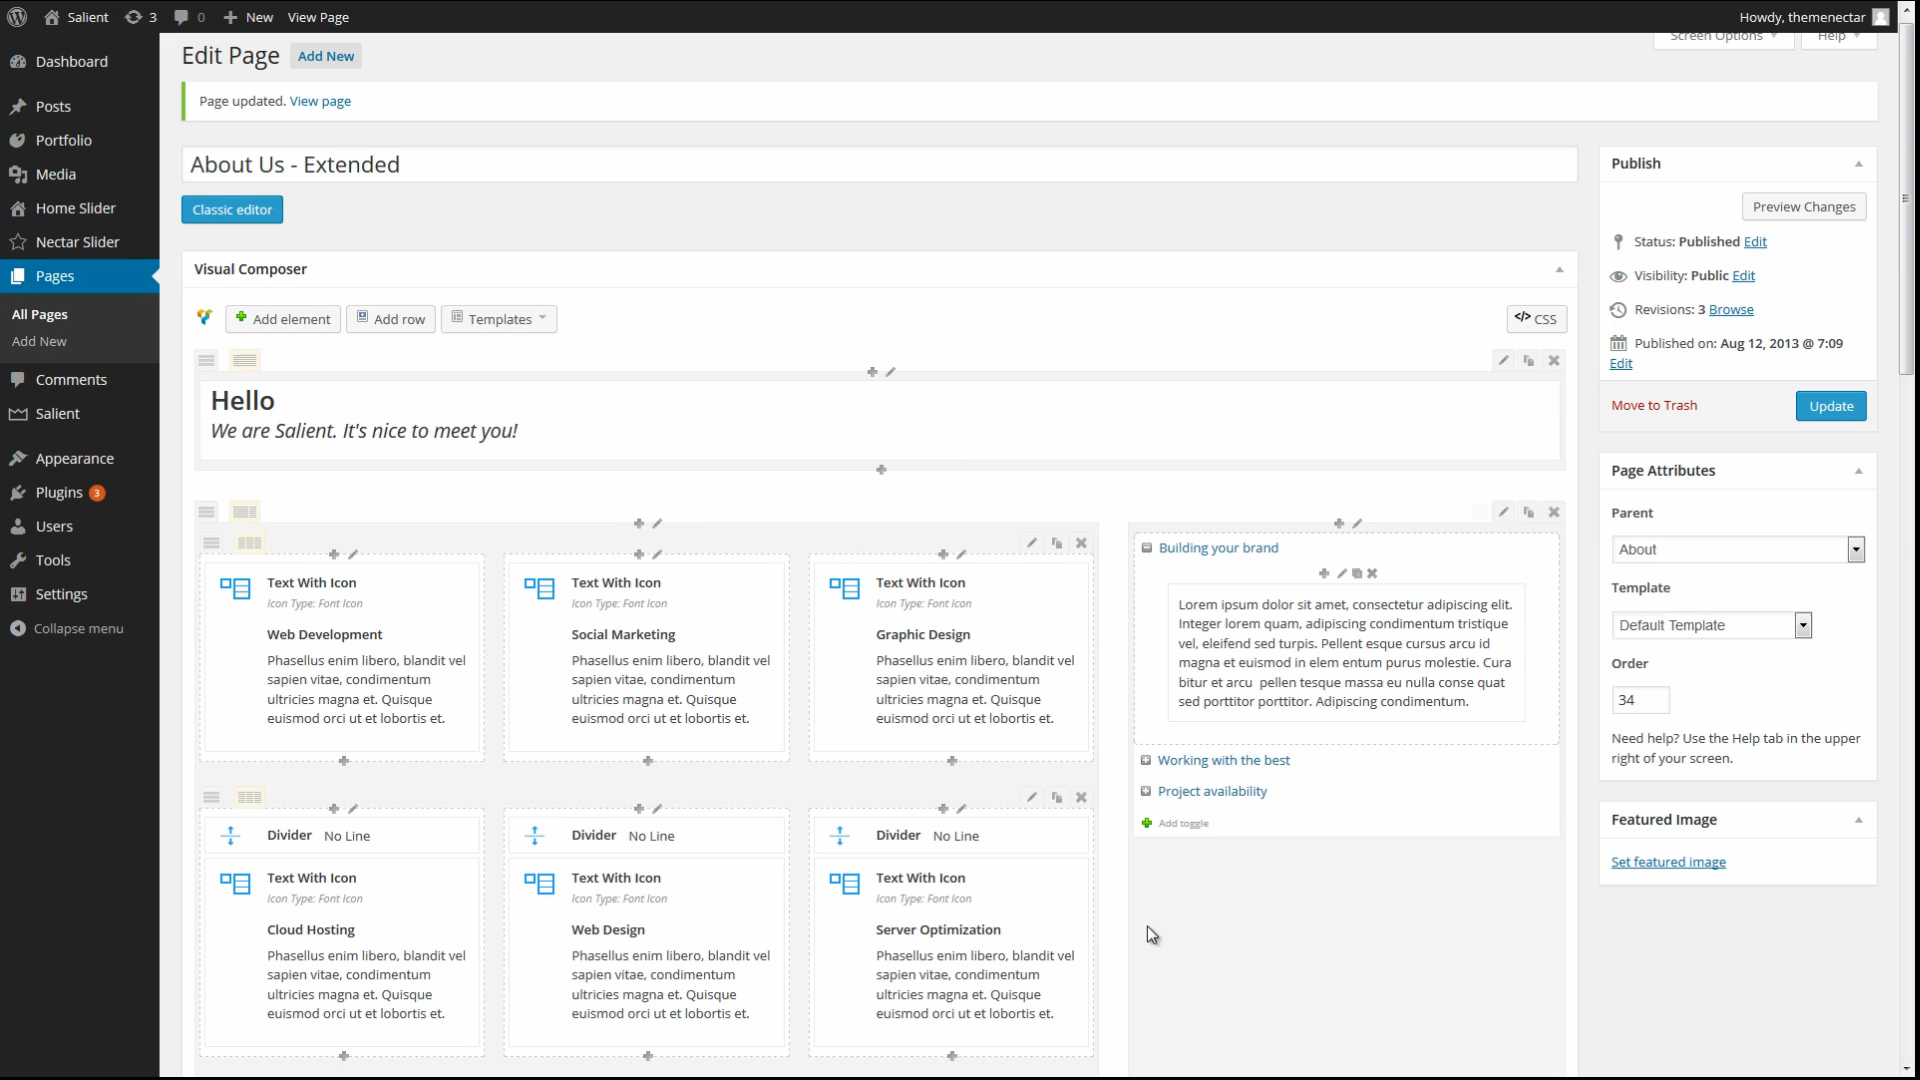 Salient 3 0 New View Page Howdy, themenectar
Dashboard
Posts
Portfolio
Media
Home Slider
Nectar Slider
Pages
All Pages
Add New
Comments
Salient
Appearance
Plugins 3
Users
Tools
Settings
Collapse menu
Screen Options Help
Edit Page Add New
Page updated. View page
About Us - Extended
Classic editor
Visual Composer
Add element Add row Templates </> CSS
Hello
We are Salient. It's nice to meet you!
Text With Icon
Icon Type: Font Icon
Web Development
Phasellus enim libero, blandit vel
sapien vitae, condimentum
ultricies magna et. Quisque
euismod orci ut et lobortis et.
Text With Icon
Icon Type: Font Icon
Social Marketing
Phasellus enim libero, blandit vel
sapien vitae, condimentum
ultricies magna et. Quisque
euismod orci ut et lobortis et.
Text With Icon
Icon Type: Font Icon
Graphic Design
Phasellus enim libero, blandit vel
sapien vitae, condimentum
ultricies magna et. Quisque
euismod orci ut et lobortis et.
Divider No Line
Text With Icon
Icon Type: Font Icon
Cloud Hosting
Phasellus enim libero, blandit vel
sapien vitae, condimentum
ultricies magna et. Quisque
euismod orci ut et lobortis et.
Divider No Line
Text With Icon
Icon Type: Font Icon
Web Design
Phasellus enim libero, blandit vel
sapien vitae, condimentum
ultricies magna et. Quisque
euismod orci ut et lobortis et.
Divider No Line
Text With Icon
Icon Type: Font Icon
Server Optimization
Phasellus enim libero, blandit vel
sapien vitae, condimentum
ultricies magna et. Quisque
euismod orci ut et lobortis et.
Building your brand
Lorem ipsum dolor sit amet, consectetur adipiscing elit.
Integer lorem quam, adipiscing condimentum tristique
vel, eleifend sed turpis. Pellent esque cursus arcu id
magna et euismod in elem entum purus molestie. Cura
bitur et arcu pellen tesque massa eu nulla conse quat
sed porttitor porttitor. Adipiscing condimentum.
Working with the best
Project availability
Add toggle
Publish
Preview Changes
Status: Published Edit
Visibility: Public Edit
Revisions: 3 Browse
Published on: Aug 12, 2013 @ 7:09
Edit
Move to Trash Update
Page Attributes
Parent
About
Template
Default Template
Order
34
Need help? Use the Help tab in the upper
right of your screen.
Featured Image
Set featured image